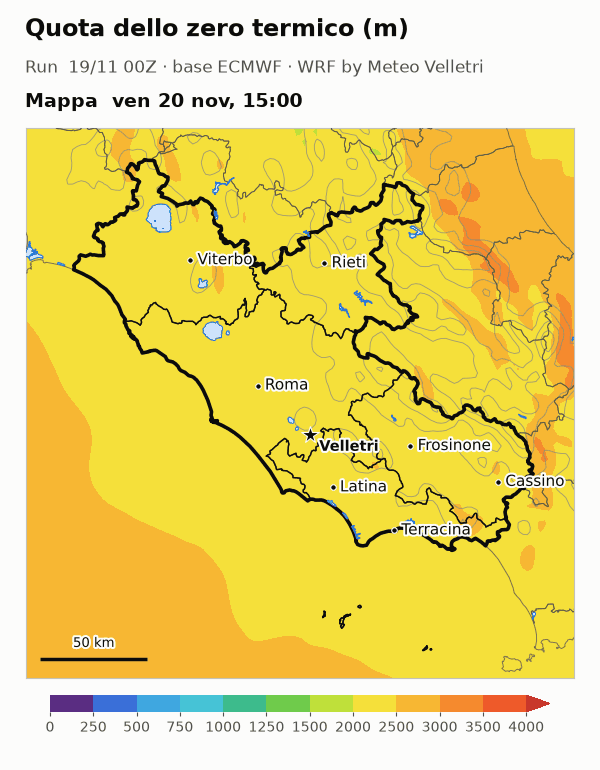 Quota dello zero termico (m)
Run 19/11 00Z · base ECMWF · WRF by Meteo Velletri
Mappa ven 20 nov, 15:00
Viterbo
Rieti
Roma
Velletri
Frosinone
Cassino
Latina
Terracina
50 km
0 250 500 750 1000 1250 1500 2000 2500 3000 3500 4000